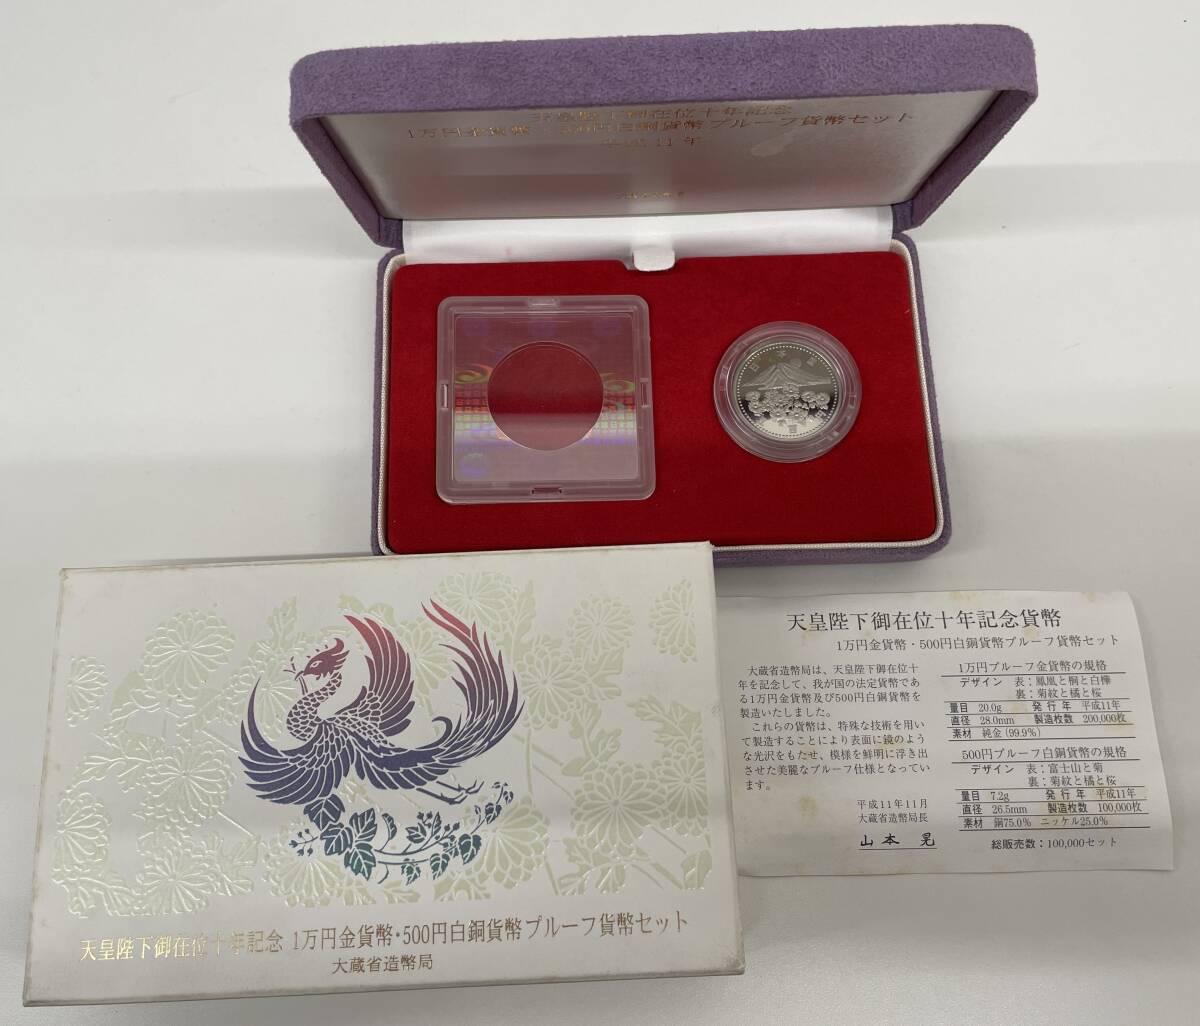 天皇陛下御在位十年記念
1万円金貨幣・500円白銅貨幣プルーフ貨幣セット
平成11年
日本国
天皇陛下御在位十年記念 1万円金貨幣・500円白銅貨幣プルーフ貨幣セット
大蔵省造幣局
天皇陛下御在位十年記念貨幣
1万円金貨幣・500円白銅貨幣プルーフ貨幣セット
大蔵省造幣局は、天皇陛下御在位十
年を記念して、我が国の法定貨幣であ
る1万円金貨幣及び500円白銅貨幣を
製造いたしました。
これらの貨幣は、特殊な技術を用い
て製造することにより表面に鏡のよう
な光沢をもたせ、模様を鮮明に浮き出
させた美麗なプルーフ仕様となってい
ます。
平成11年11月
大蔵省造幣局長
山本 晃
1万円プルーフ金貨幣の規格
デザイン 表：鳳凰と桐と白樺
裏：菊紋と橘と桜
量目 20.0g 発行年 平成11年
直径 28.0mm 製造枚数 200,000枚
素材 純金(99.9%)
500円プルーフ白銅貨幣の規格
デザイン 表：富士山と菊
裏：菊紋と橘と桜
量目 7.2g 発行年 平成11年
直径 26.5mm 製造枚数 100,000枚
素材 銅75.0% ニッケル25.0%
総販売数：100,000セット